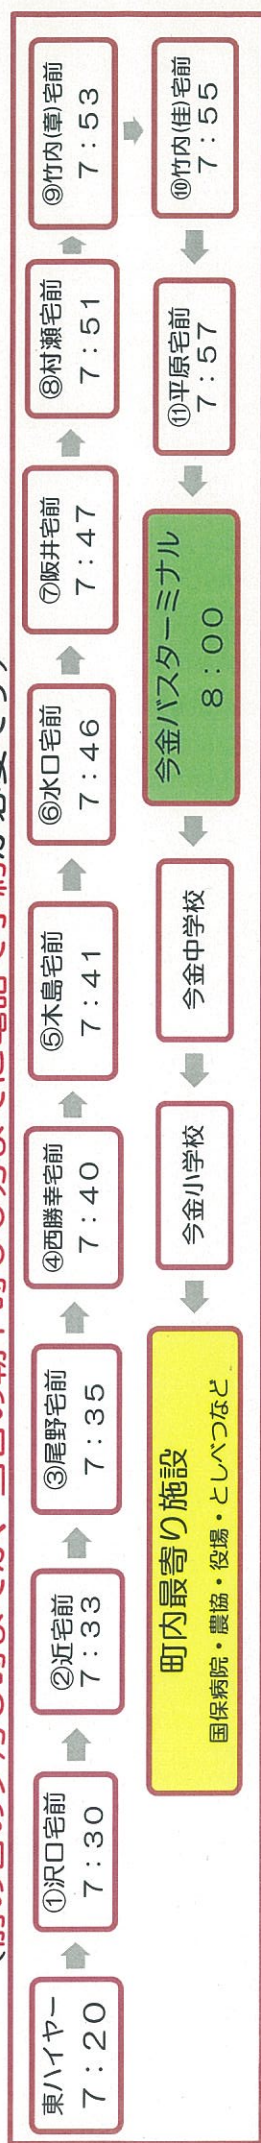 東ハイヤー
7：20
①沢口宅前
7：30
②近宅前
7：33
③尾野宅前
7：35
④西勝幸宅前
7：40
⑤木島宅前
7：41
⑥水口宅前
7：46
⑦阪井宅前
7：47
⑧村瀬宅前
7：51
⑨竹内(章)宅前
7：53
⑩竹内(佳)宅前
7：55
⑪平原宅前
7：57
今金バスターミナル
8：00
今金中学校
今金小学校
町内最寄り施設
国保病院・農協・役場・としべつなど